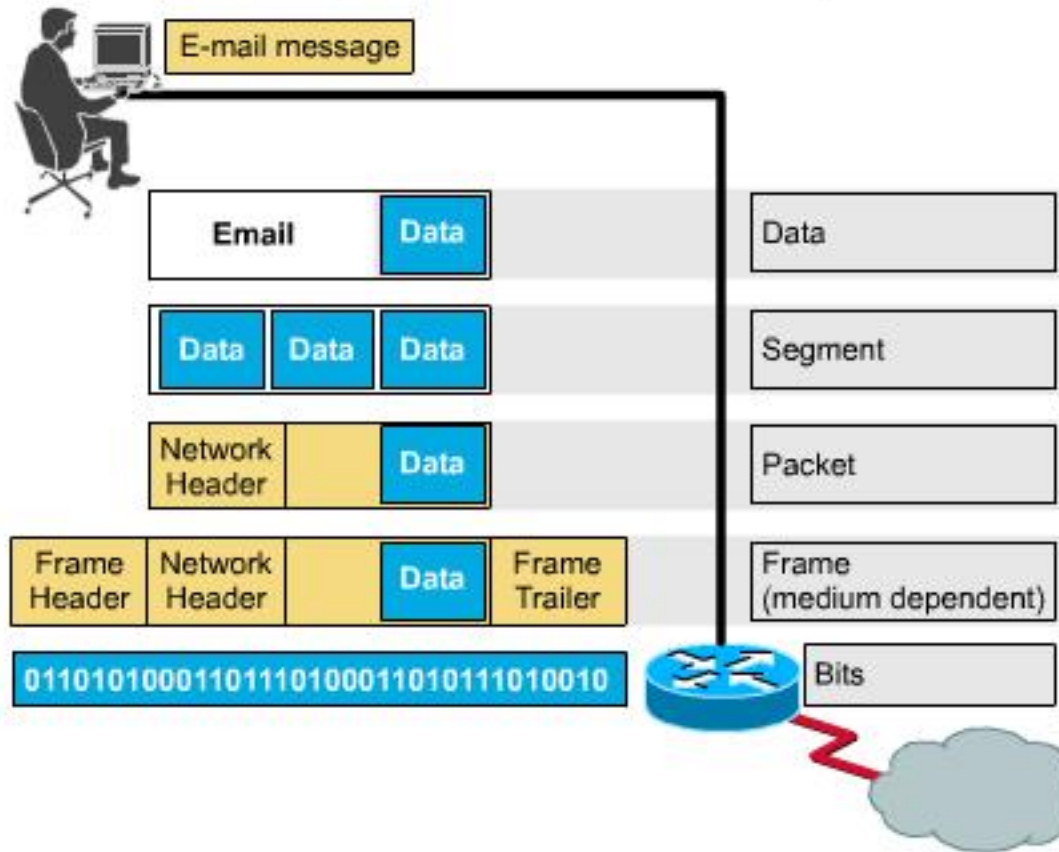 E-mail message
Email Data
Data
Data Data Data
Segment
Network
Header
Data
Packet
Frame
Header
Network
Header
Data
Frame
Trailer
Frame
(medium dependent)
01101010001101110100011010111010010
Bits